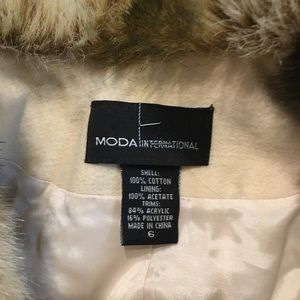 MODA INTERNATIONAL
SHELL:
100% COTTON
LINING:
100% ACETATE
TRIMS:
84% ACRYLIC
16% POLYESTER
MADE IN CHINA
6